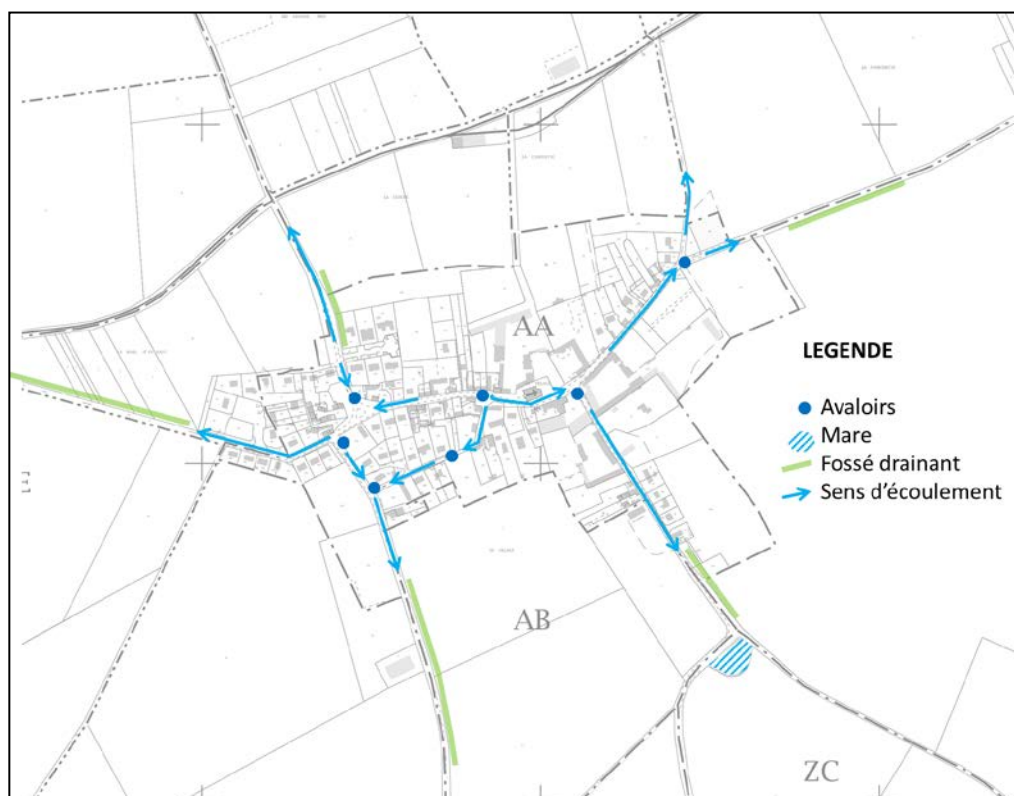 AA
LEGENDE
Avaloirs
Mare
Fossé drainant
Sens d'écoulement
AB
ZC